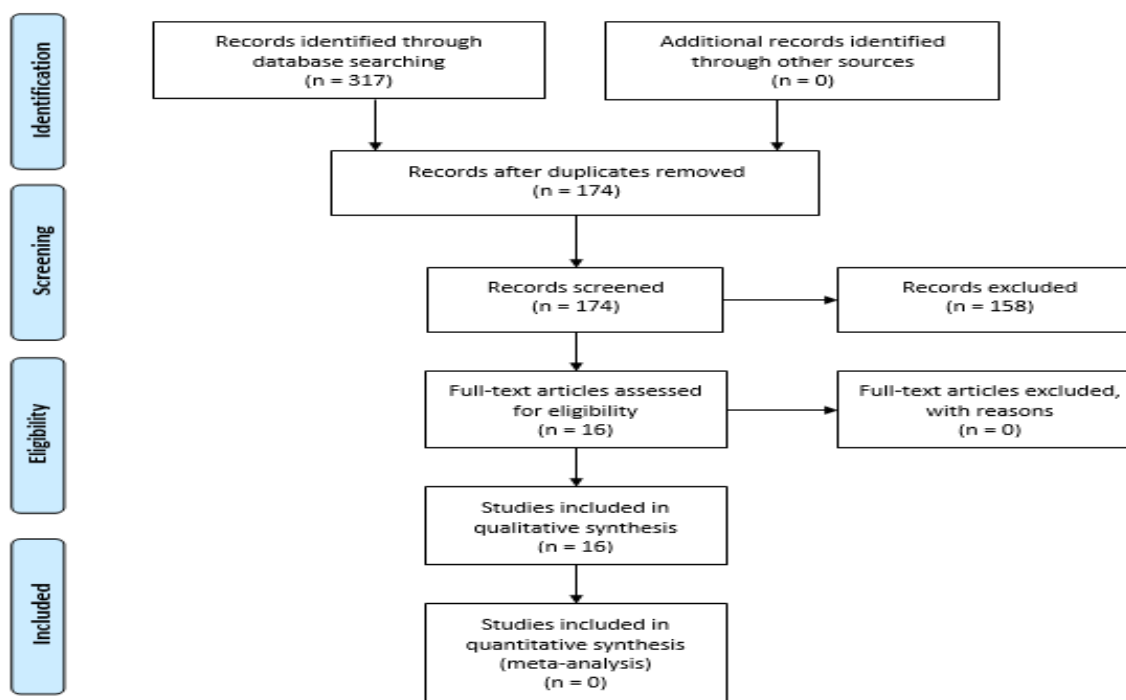 Identification
Records identified through
database searching
(n = 317)
Additional records identified
through other sources
(n = 0)
Records after duplicates removed
(n = 174)
Screening
Records screened
(n = 174)
Records excluded
(n = 158)
Eligibility
Full-text articles assessed
for eligibility
(n = 16)
Full-text articles excluded,
with reasons
(n = 0)
Studies included in
qualitative synthesis
(n = 16)
Included
Studies included in
quantitative synthesis
(meta-analysis)
(n = 0)